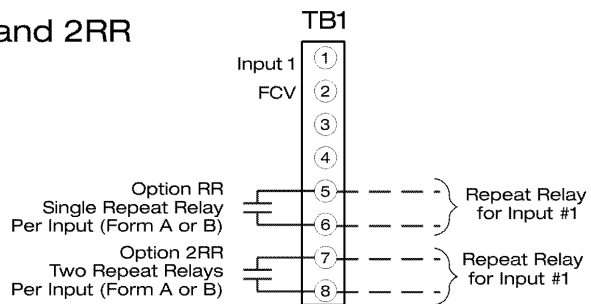 and 2RR
TB1
Input 1
FCV
1
2
3
4
5
6
7
8
Option RR
Single Repeat Relay
Per Input (Form A or B)
Repeat Relay
for Input #1
Option 2RR
Two Repeat Relays
Per Input (Form A or B)
Repeat Relay
for Input #1